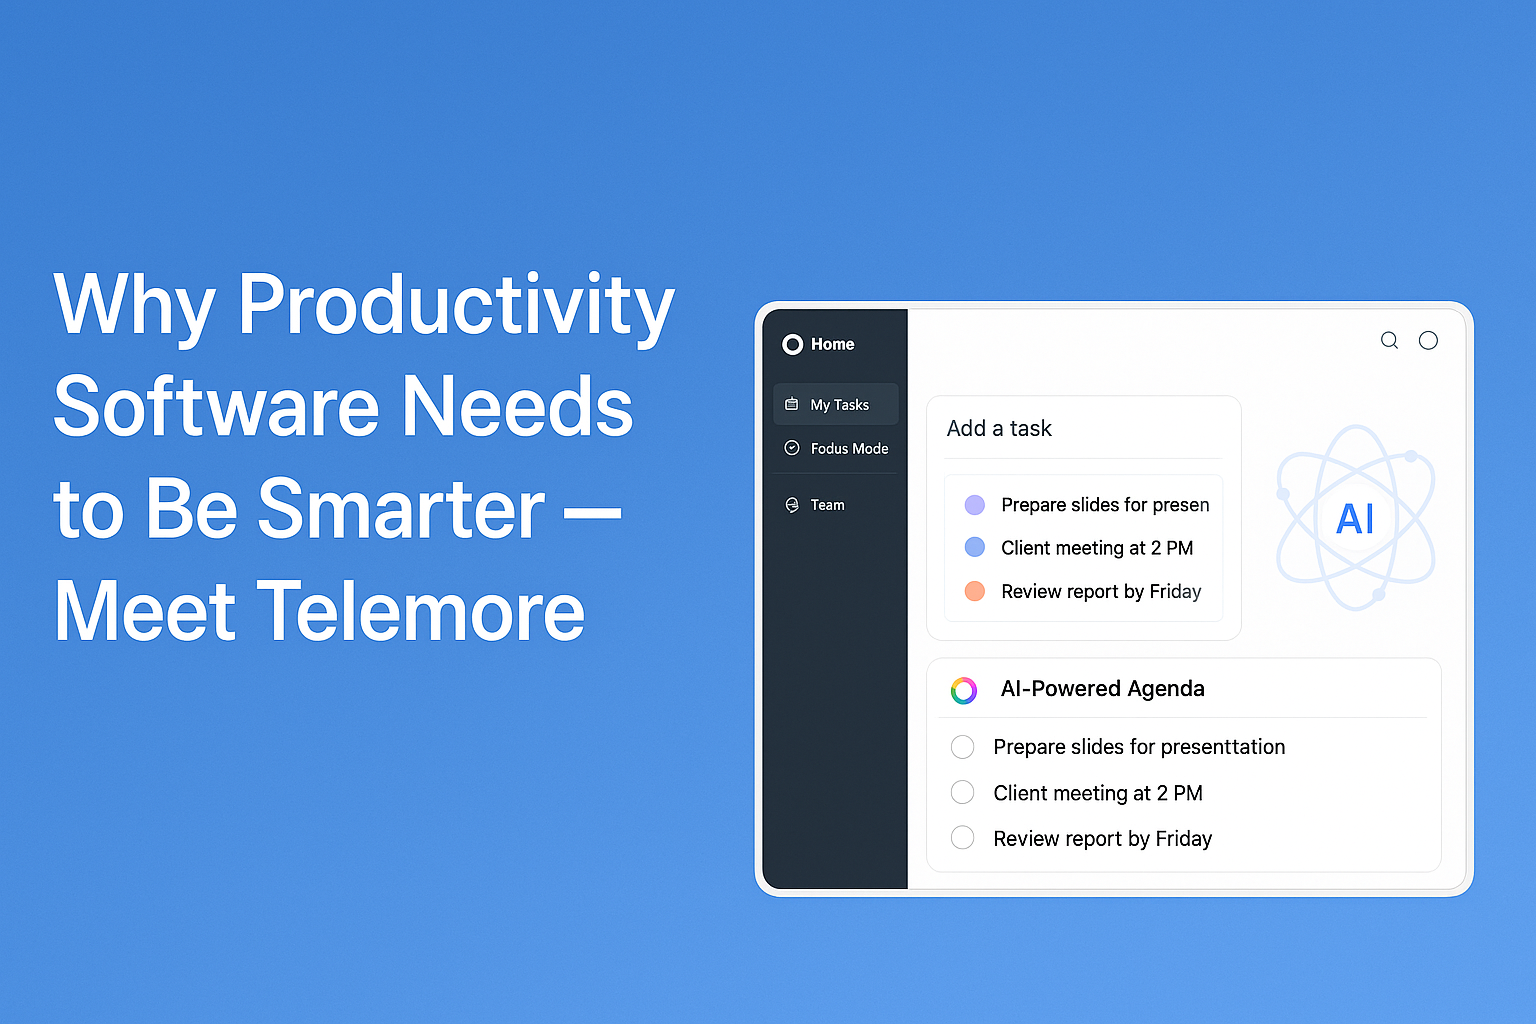 Why Productivity
Software Needs
to Be Smarter —
Meet Telemore
Home
My Tasks
Fodus Mode
Team
Add a task
Prepare slides for presen
Client meeting at 2 PM
Review report by Friday
AI
AI-Powered Agenda
Prepare slides for presenttation
Client meeting at 2 PM
Review report by Friday